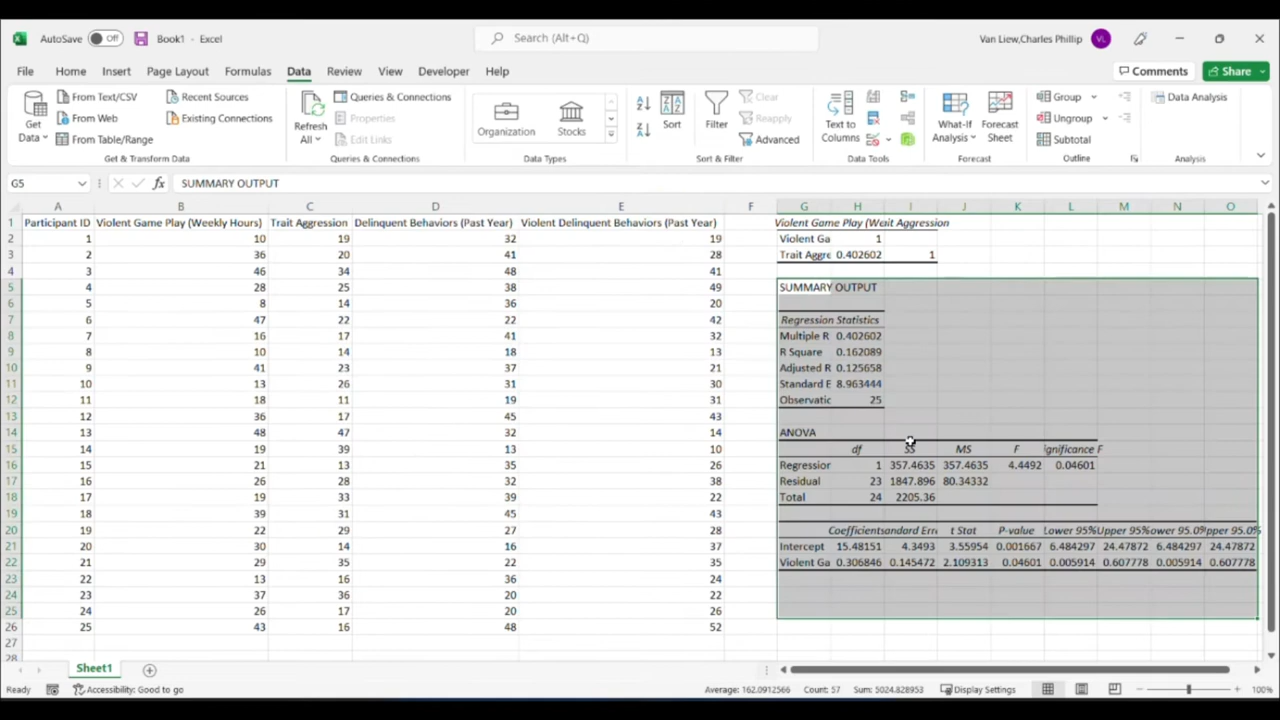 AutoSave Off Book1 - Excel Search (Alt+Q) Van Liew,Charles Phillip VL
File Home Insert Page Layout Formulas Data Review View Developer Help Comments Share
Get Data
From Text/CSV
From Web
From Table/Range
Recent Sources
Existing Connections
Get & Transform Data
Refresh All
Queries & Connections
Properties
Edit Links
Queries & Connections
Organization Stocks
Data Types
Sort
Filter
Clear
Reapply
Advanced
Sort & Filter
Text to Columns
Data Tools
What-If Analysis
Forecast Sheet
Forecast
Group
Ungroup
Subtotal
Outline
Data Analysis
Analysis
G5 fx SUMMARY OUTPUT
A B C D E F G H I J K L M N O
1 Participant ID Violent Game Play (Weekly Hours) Trait Aggression Delinquent Behaviors (Past Year) Violent Delinquent Behaviors (Past Year) Violent Game Play (We ait Aggression
2 1 10 19 32 19 Violent Ga 1
3 2 36 20 41 28 Trait Aggre 0.402602 1
4 3 46 34 48 41
5 4 28 25 38 49 SUMMARY OUTPUT
6 5 8 14 36 20
7 6 47 22 22 42 Regression Statistics
8 7 16 17 41 32 Multiple R 0.402602
9 8 10 14 18 13 R Square 0.162089
10 9 41 23 37 21 Adjusted R 0.125658
11 10 13 26 31 30 Standard E 8.963444
12 11 18 11 19 31 Observatic 25
13 12 36 17 45 43
14 13 48 47 32 14 ANOVA
15 14 19 39 13 10 df SS MS F ignificance F
16 15 21 13 35 26 Regressior 1 357.4635 357.4635 4.4492 0.04601
17 16 26 28 32 38 Residual 23 1847.896 80.34332
18 17 19 33 39 22 Total 24 2205.36
19 18 39 31 45 43
20 19 22 29 27 28 Coefficients andard Erro t Stat P-value Lower 95% Upper 95% ower 95.0% pper 95.0%
21 20 30 14 16 37 Intercept 15.48151 4.3493 3.55954 0.001667 6.484297 24.47872 6.484297 24.47872
22 21 29 35 22 35 Violent Ga 0.306846 0.145472 2.109313 0.04601 0.005914 0.607778 0.005914 0.607778
23 22 13 16 36 24
24 23 37 36 20 22
25 24 26 17 20 26
26 25 43 16 48 52
27
28
Sheet1
Ready Accessibility: Good to go Average: 162.0912566 Count: 57 Sum: 5024.828953 Display Settings 100%